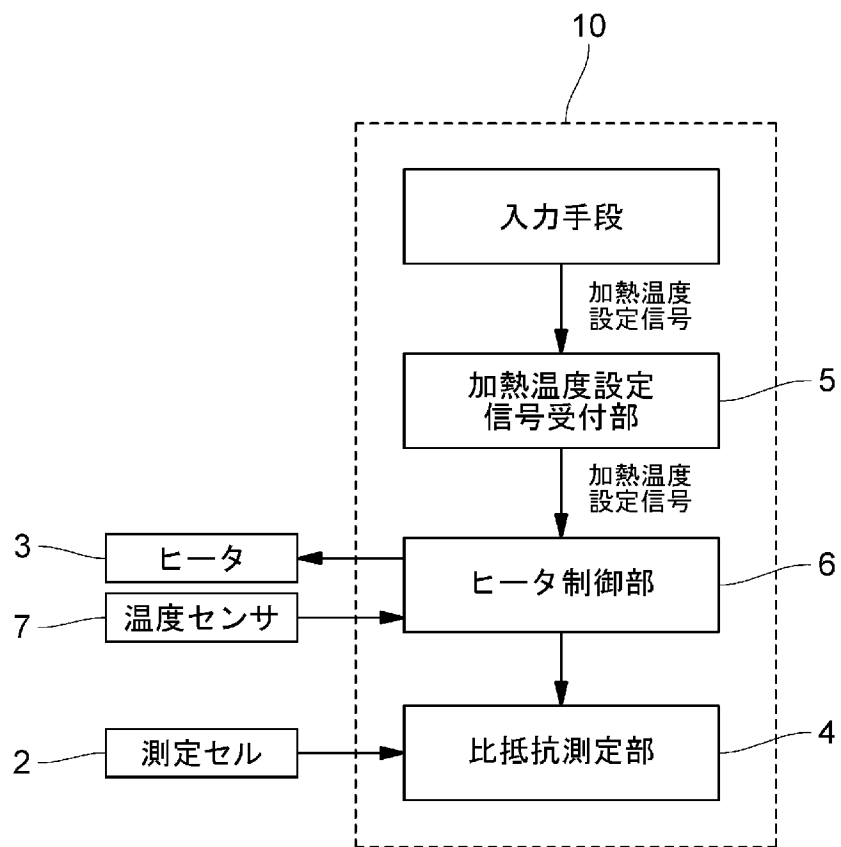 10
入力手段
加熱温度
設定信号
加熱温度設定
信号受付部
5
加熱温度
設定信号
3
ヒータ
ヒータ制御部
6
7
温度センサ
2
測定セル
比抵抗測定部
4